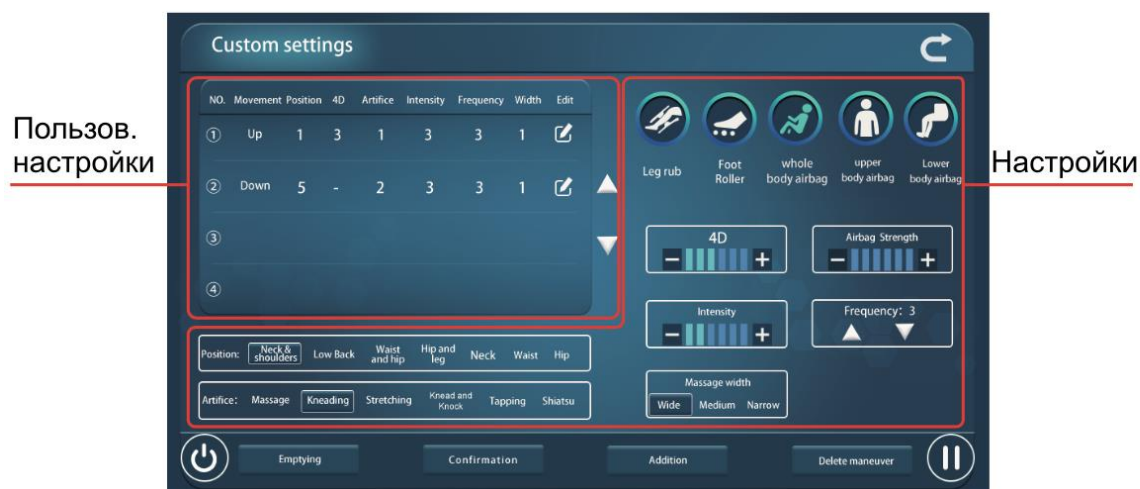 Custom settings
Пользов.
настройки
NO. Movement Position 4D Artifice Intensity Frequency Width Edit
① Up 1 3 1 3 3 1
② Down 5 - 2 3 3 1
③
④
Leg rub
Foot
Roller
whole
body airbag
upper
body airbag
Lower
body airbag
Настройки
4D
- +
Airbag Strength
- +
Intensity
- +
Frequency: 3
Position: Neck &
shoulders Low Back Waist
and hip Hip and
leg Neck Waist Hip
Artifice: Massage Kneading Stretching Knead and
Knock Tapping Shiatsu
Massage width
Wide Medium Narrow
Emptying Confirmation Addition Delete maneuver